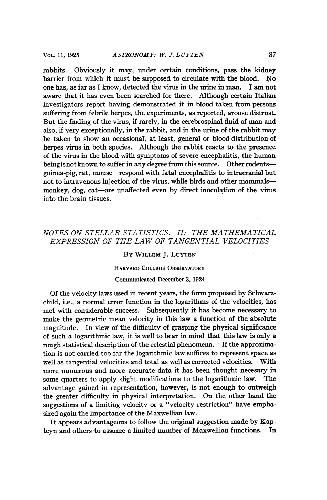 VOL. 11, 1925 ASTRONOMY: W. J. LUYTEN 87
rabbits. Obviously it may, under certain conditions, pass the kidney
barrier from which it must be supposed to circulate with the blood. No
one has, as far as I know, detected the virus in the urine in man. I am not
aware that it has even been searched for there. Although certain Italian
investigators report having demonstrated it in blood taken from persons
suffering from febrile herpes, the experiments, as reported, arouse distrust.
But the finding of the virus, if rarely, in the cerebrospinal fluid of man and
also, if very exceptionally, in the rabbit, and in the urine of the rabbit may
be taken to show an occasional, at least, general or blood distribution of
herpes virus in both species. Although the rabbit reacts to the presence
of the virus in the blood with symptoms of severe encephalitis, the human
being is not known to suffer in any degree from this source. Other rodents—
guinea-pig, rat, mouse—respond with fatal encephalitis to intracranial but
not to intravenous injection of the virus, while birds and other mammals—
monkey, dog, cat—are unaffected even by direct inoculation of the virus
into the brain tissues.
NOTES ON STELLAR STATISTICS. II: THE MATHEMATICAL
EXPRESSION OF THE LAW OF TANGENTIAL VELOCITIES
BY WILLEM J. LUYTEN
HARVARD COLLEGE OBSERVATORY
Communicated December 2, 1924
Of the velocity laws used in recent years, the form proposed by Schwarz-
child, i.e., a normal error function in the logarithms of the velocities, has
met with considerable success. Subsequently it has become necessary to
make the geometric mean velocity in this law a function of the absolute
magnitude. In view of the difficulty of grasping the physical significance
of such a logarithmic law, it is well to bear in mind that this law is only a
rough statistical description of the celestial phenomenon. If the approxima-
tion is not carried too far the logarithmic law suffices to represent space as
well as tangential velocities and total as well as corrected velocities. With
more numerous and more accurate data it has been thought necessary in
some quarters to apply slight modifications to the logarithmic law. The
advantage gained in representation, however, is not enough to outweigh
the greater difficulty in physical interpretation. On the other hand the
suggestions of a limiting velocity or a "velocity restriction" have empha-
sized again the importance of the Maxwellian law.
It appears advantageous to follow the original suggestion made by Kap-
teyn and others to assume a limited number of Maxwellian functions. In